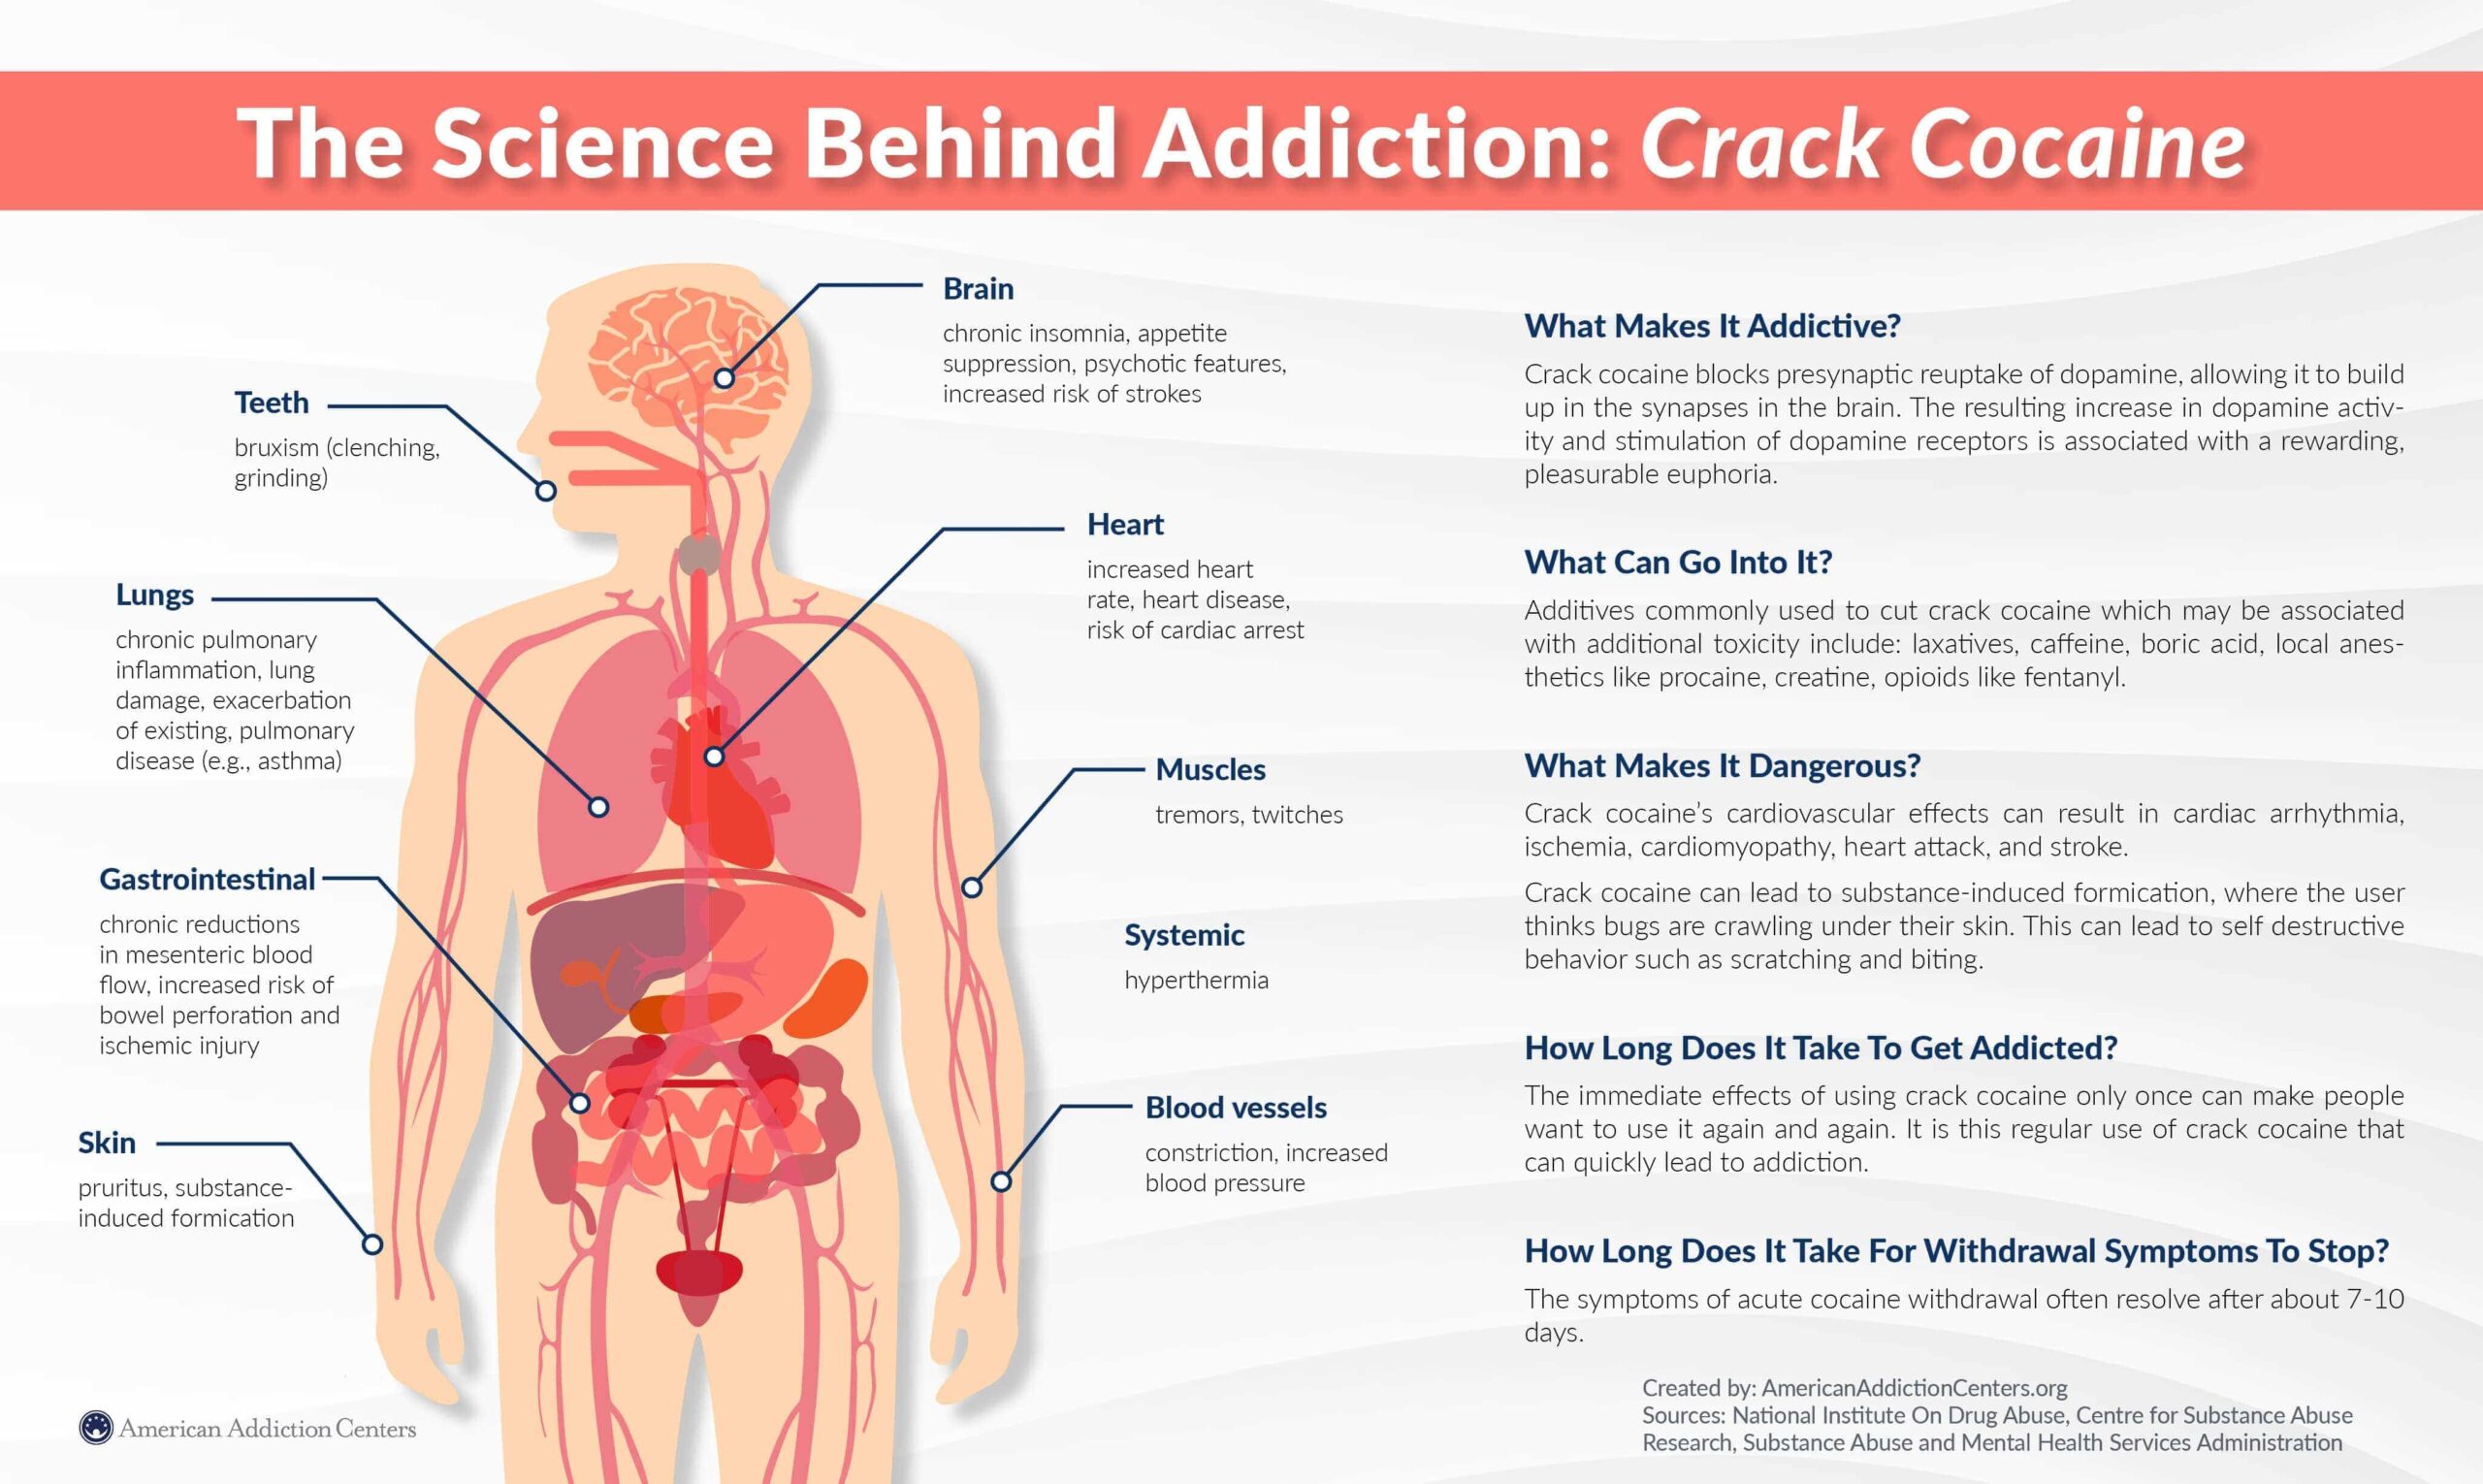 The Science Behind Addiction: Crack Cocaine
Brain
chronic insomnia, appetite
suppression, psychotic features,
increased risk of strokes
Teeth
bruxism (clenching,
grinding)
Heart
increased heart
rate, heart disease,
risk of cardiac arrest
Lungs
chronic pulmonary
inflammation, lung
damage, exacerbation
of existing, pulmonary
disease (e.g., asthma)
Muscles
tremors, twitches
Gastrointestinal
chronic reductions
in mesenteric blood
flow, increased risk of
bowel perforation and
ischemic injury
Systemic
hyperthermia
Blood vessels
constriction, increased
blood pressure
Skin
pruritus, substance-
induced formication
What Makes It Addictive?
Crack cocaine blocks presynaptic reuptake of dopamine, allowing it to build
up in the synapses in the brain. The resulting increase in dopamine activ-
ity and stimulation of dopamine receptors is associated with a rewarding,
pleasurable euphoria.
What Can Go Into It?
Additives commonly used to cut crack cocaine which may be associated
with additional toxicity include: laxatives, caffeine, boric acid, local anes-
thetics like procaine, creatine, opioids like fentanyl.
What Makes It Dangerous?
Crack cocaine's cardiovascular effects can result in cardiac arrhythmia,
ischemia, cardiomyopathy, heart attack, and stroke.
Crack cocaine can lead to substance-induced formication, where the user
thinks bugs are crawling under their skin. This can lead to self destructive
behavior such as scratching and biting.
How Long Does It Take To Get Addicted?
The immediate effects of using crack cocaine only once can make people
want to use it again and again. It is this regular use of crack cocaine that
can quickly lead to addiction.
How Long Does It Take For Withdrawal Symptoms To Stop?
The symptoms of acute cocaine withdrawal often resolve after about 7-10
days.
Created by: AmericanAddictionCenters.org
Sources: National Institute On Drug Abuse, Centre for Substance Abuse
Research, Substance Abuse and Mental Health Services Administration
American Addiction Centers